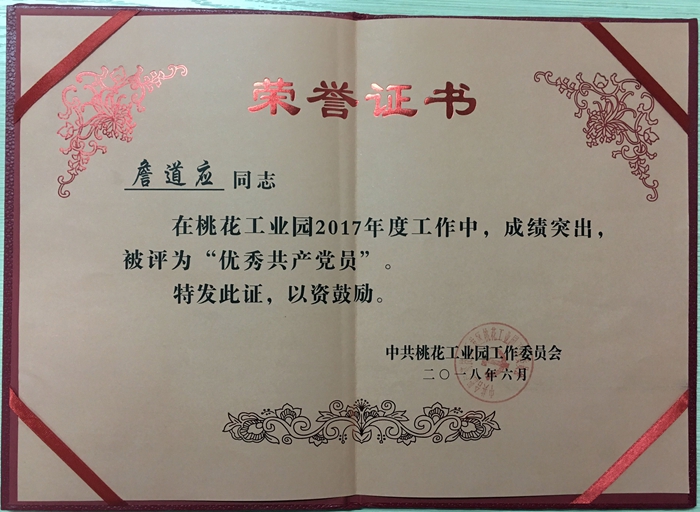 荣誉证书
詹道应 同志
在桃花工业园2017年度工作中，成绩突出，
被评为“优秀共产党员”。
特发此证，以资鼓励。
中共桃花工业园工作委员会
二〇一八年六月